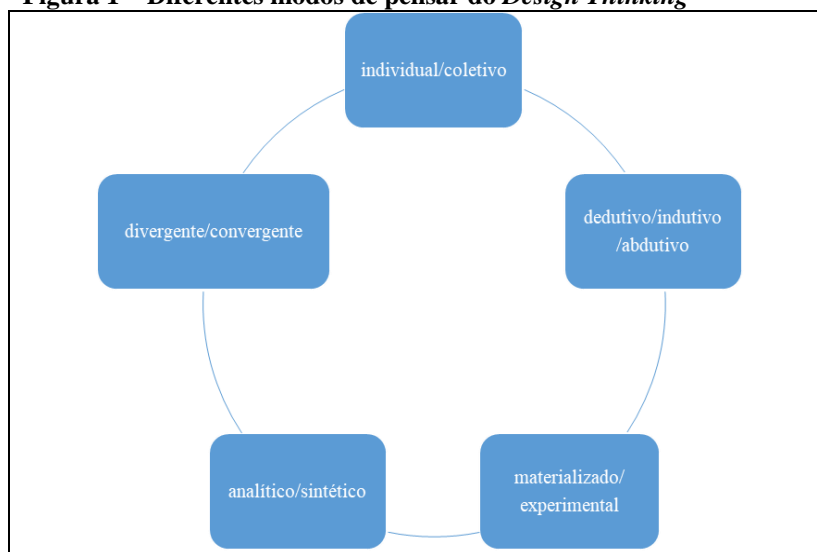 Figura 1 – Diferentes modos de pensar do Design Thinking
individual/coletivo
dedutivo/indutivo
/abdutivo
materializado/
experimental
analítico/sintético
divergente/convergente